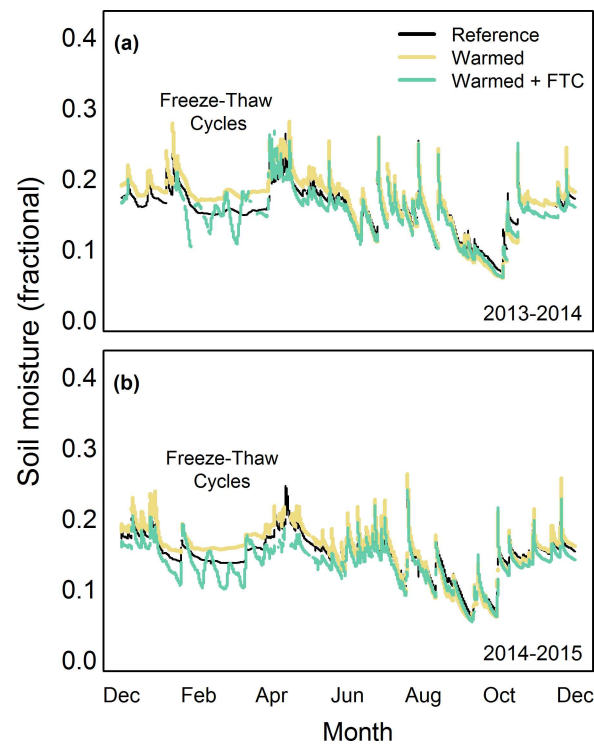 (a)
Reference
Warmed
Warmed + FTC
Freeze-Thaw
Cycles
0.4
0.3
0.2
0.1
0.0
2013-2014
Soil moisture (fractional)
(b)
Freeze-Thaw
Cycles
0.4
0.3
0.2
0.1
0.0
2014-2015
Dec Feb Apr Jun Aug Oct Dec
Month